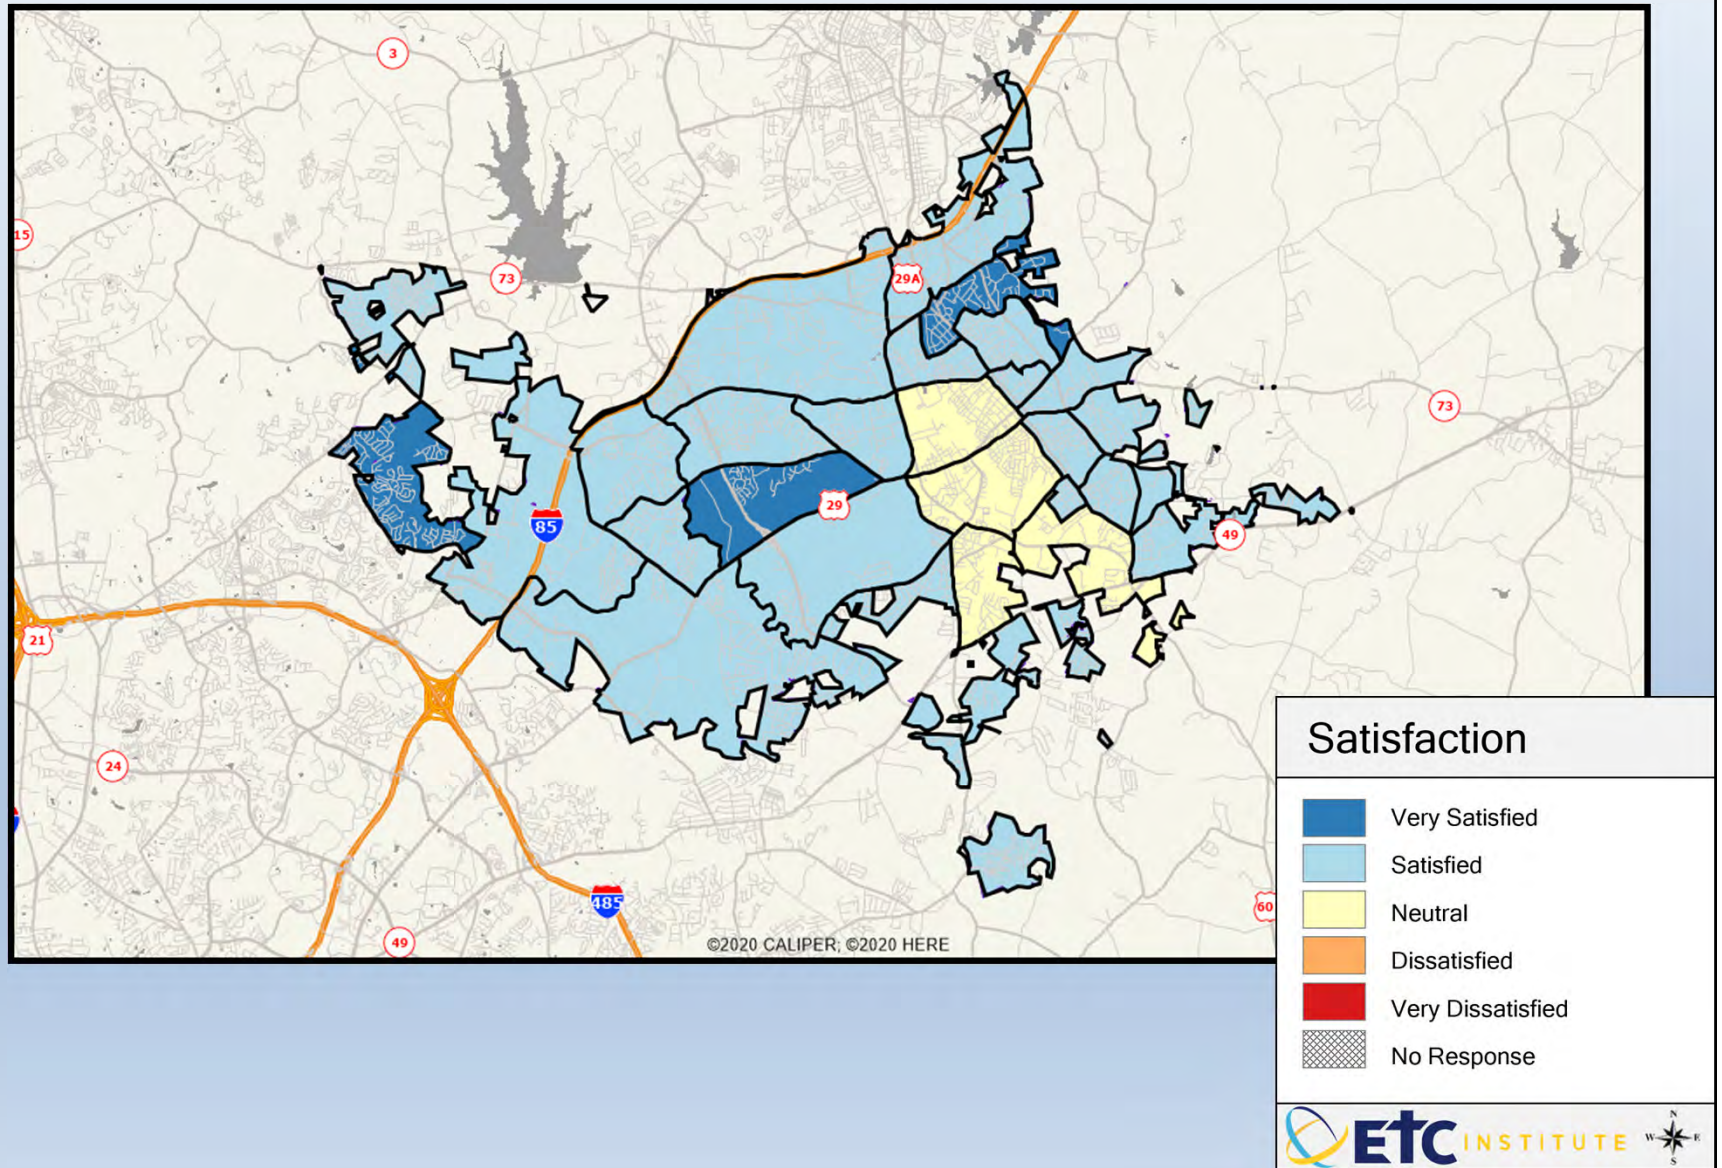 3
15
73
29A
73
29
85
49
21
24
485
49
60
©2020 CALIPER; ©2020 HERE
Satisfaction
Very Satisfied
Satisfied
Neutral
Dissatisfied
Very Dissatisfied
No Response
ETC INSTITUTE
N
W E
S